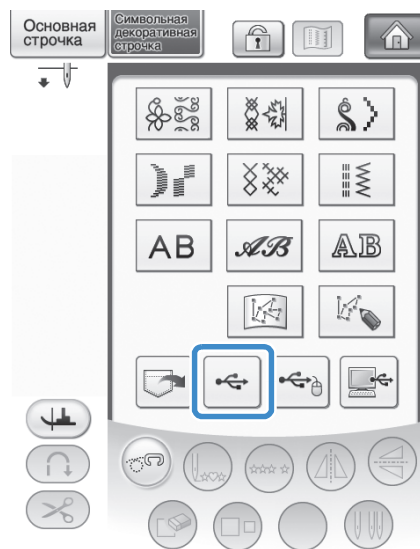 Основная
строчка
Символьная
декоративная
строчка
AB
AB
AB